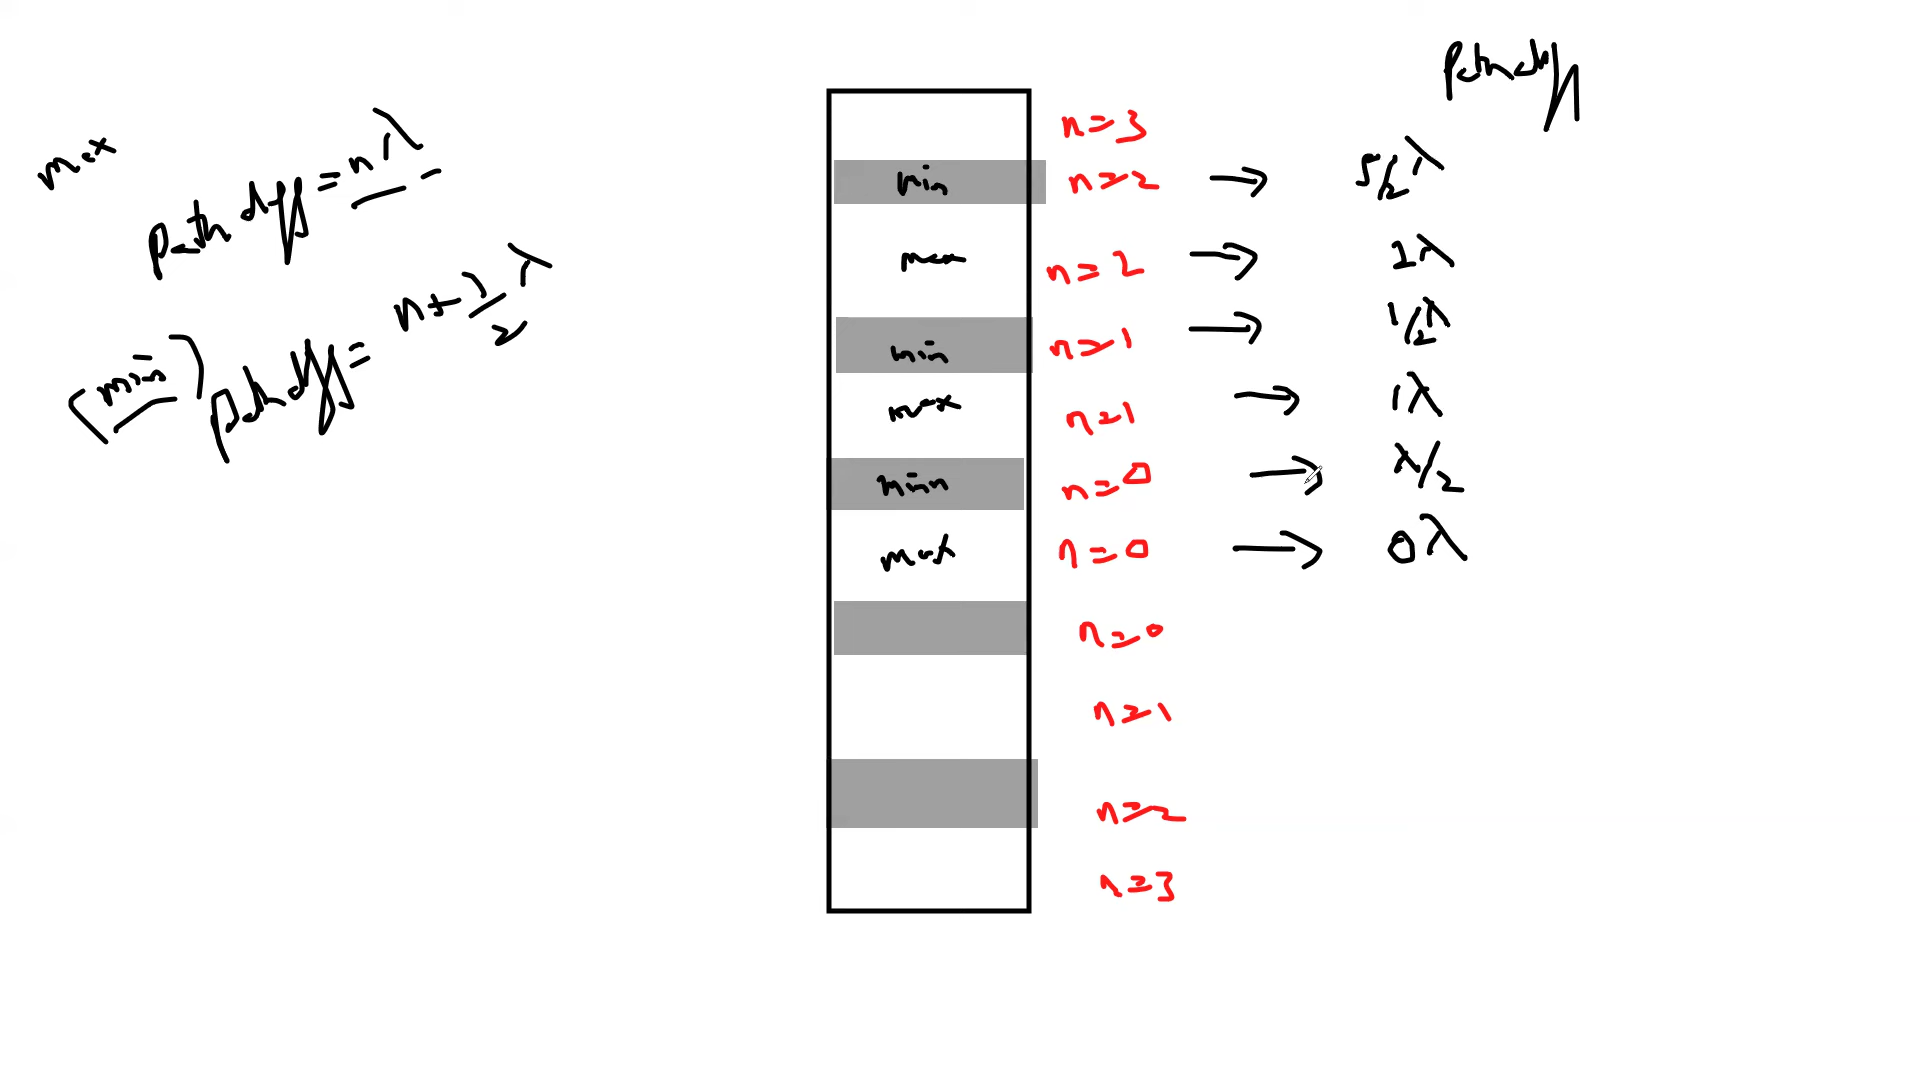 max
path diff = nλ
(min) path diff = n + 1/2 λ
path diff
n=3
min n=2 → 5/2 λ
max n=2 → 2λ
min n=1 → 1/2 λ
max n=1 → 1λ
min n=0 → λ/2
max n=0 → 0λ
n=0
n=1
n=2
n=3